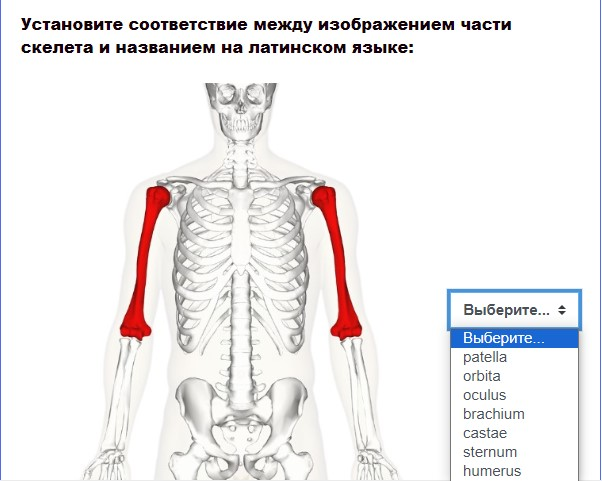 Установите соответствие между изображением части
скелета и названием на латинском языке:
Выберите...
Выберите...
patella
orbita
oculus
brachium
castae
sternum
humerus